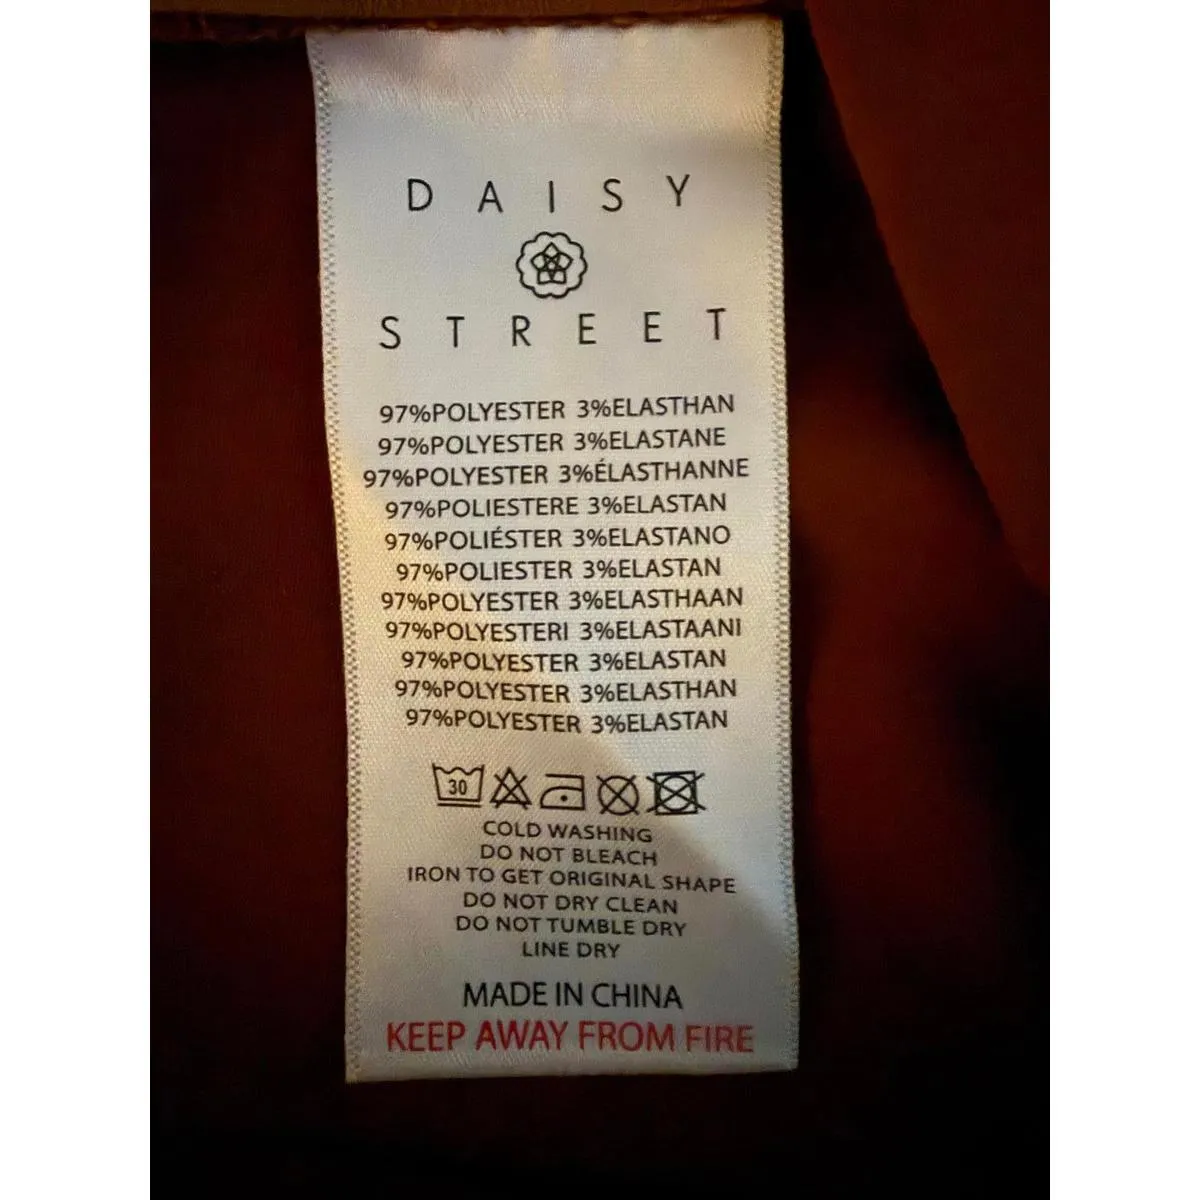 DAISY
STREET
97%POLYESTER 3%ELASTHAN
97%POLYESTER 3%ELASTANE
97%POLYESTER 3%ÉLASTHANNE
97%POLIESTERE 3%ELASTAN
97%POLIÉSTER 3%ELASTANO
97%POLIESTER 3%ELASTAN
97%POLYESTER 3%ELASTHAAN
97%POLYESTERI 3%ELASTAANI
97%POLYESTER 3%ELASTAN
97%POLYESTER 3%ELASTHAN
97%POLYESTER 3%ELASTAN
30
COLD WASHING
DO NOT BLEACH
IRON TO GET ORIGINAL SHAPE
DO NOT DRY CLEAN
DO NOT TUMBLE DRY
LINE DRY
MADE IN CHINA
KEEP AWAY FROM FIRE